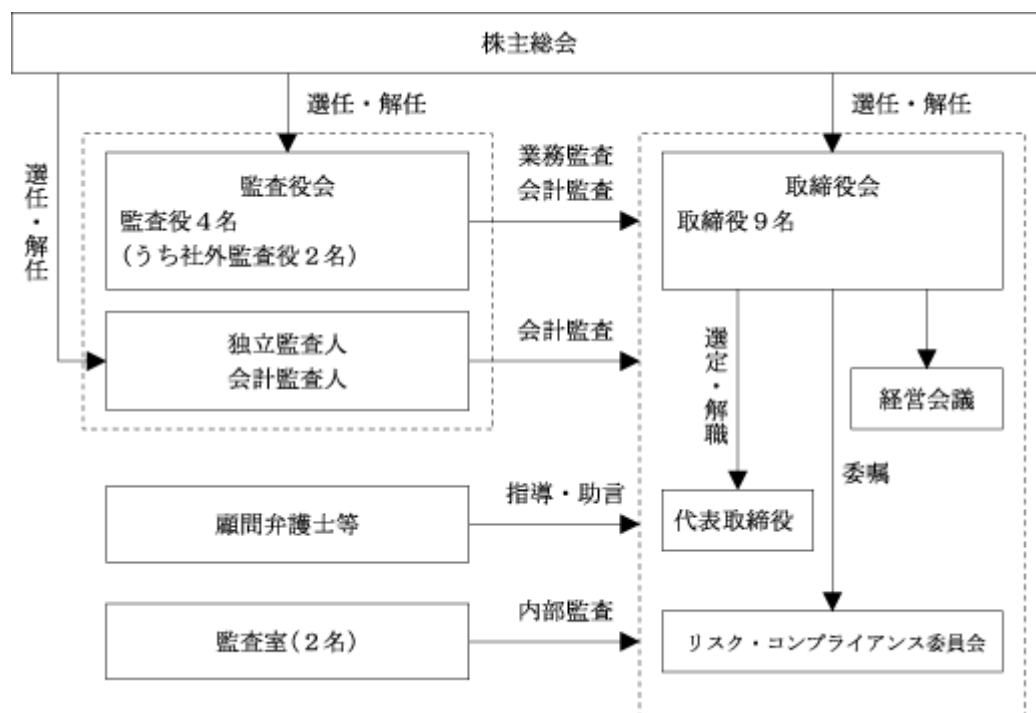 株主総会
選任・解任
選任・解任
選任・解任
監査役会
監査役4名
(うち社外監査役2名)
業務監査
会計監査
取締役会
取締役9名
独立監査人
会計監査人
会計監査
選定・解職
経営会議
委嘱
顧問弁護士等
指導・助言
代表取締役
監査室(2名)
内部監査
リスク・コンプライアンス委員会